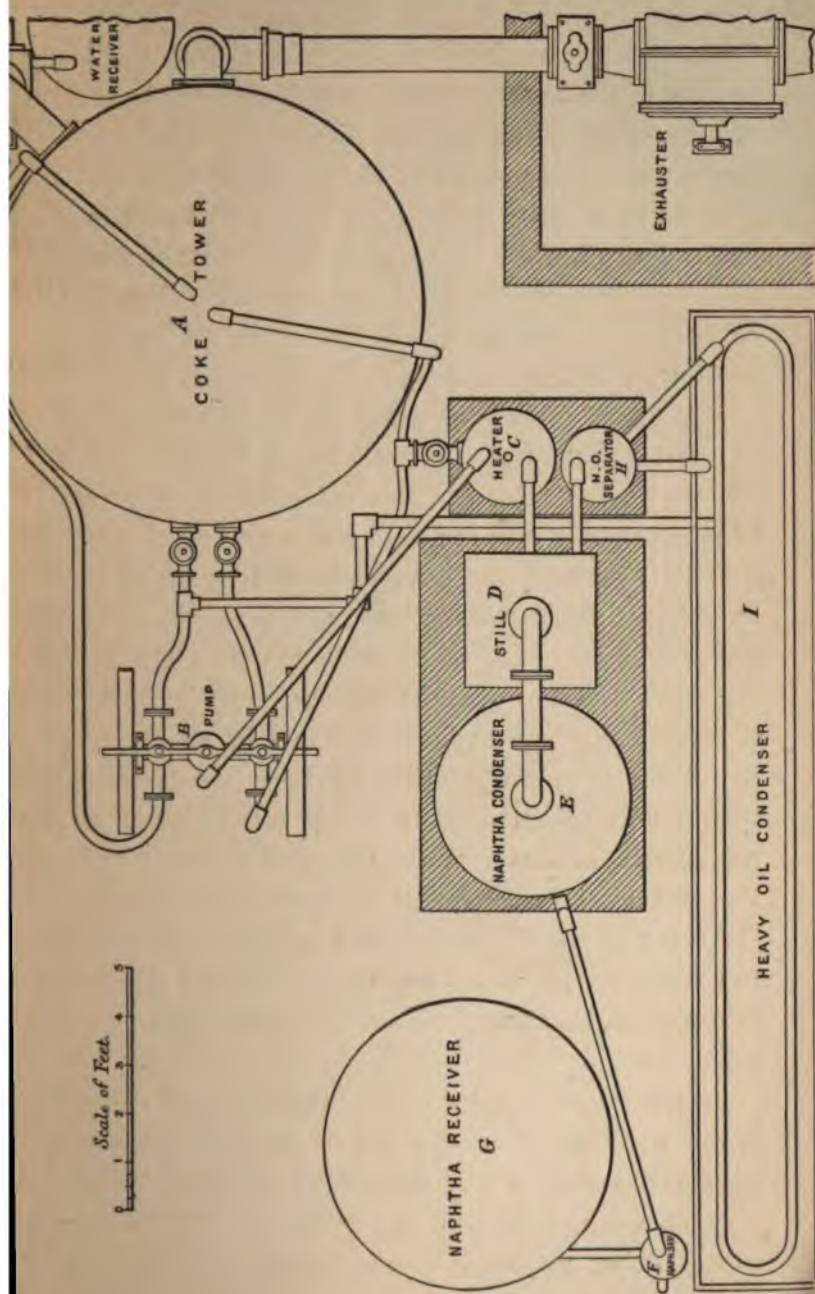 Scale of Feet.
0 1 2 3 4 5
WATER
RECEIVER
A
COKE TOWER
B
PUMP
NAPHTHA RECEIVER
G
NAPHTHA CONDENSER
E
STILL D
HEATER
C
H.O.
SEPARATOR
H
EXHAUSTER
F
I
HEAVY OIL CONDENSER